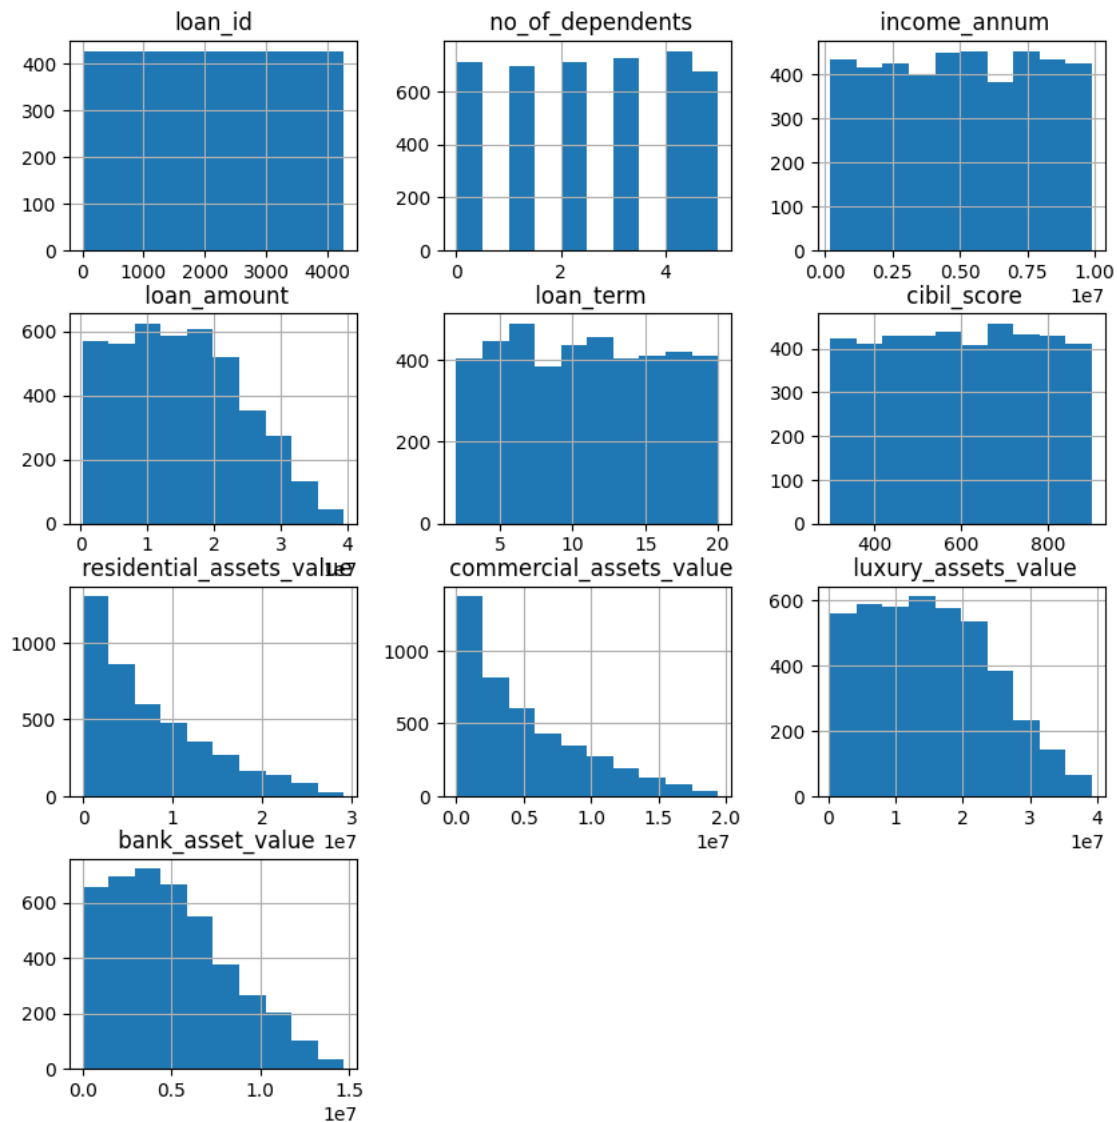 loan_id
400
300
200
100
0
0 1000 2000 3000 4000
no_of_dependents
600
400
200
0
0 2 4
income_annum
400
300
200
100
0
0.00 0.25 0.50 0.75 1.00
1e7
loan_amount
600
400
200
0
0 1 2 3 4
1e7
loan_term
400
200
0
5 10 15 20
cibil_score
400
300
200
100
0
400 600 800
residential_assets_value
1000
500
0
0 1 2 3
1e7
commercial_assets_value
1000
500
0
0.0 0.5 1.0 1.5 2.0
1e7
luxury_assets_value
600
400
200
0
0 1 2 3 4
1e7
bank_asset_value
600
400
200
0
0.0 0.5 1.0 1.5
1e7